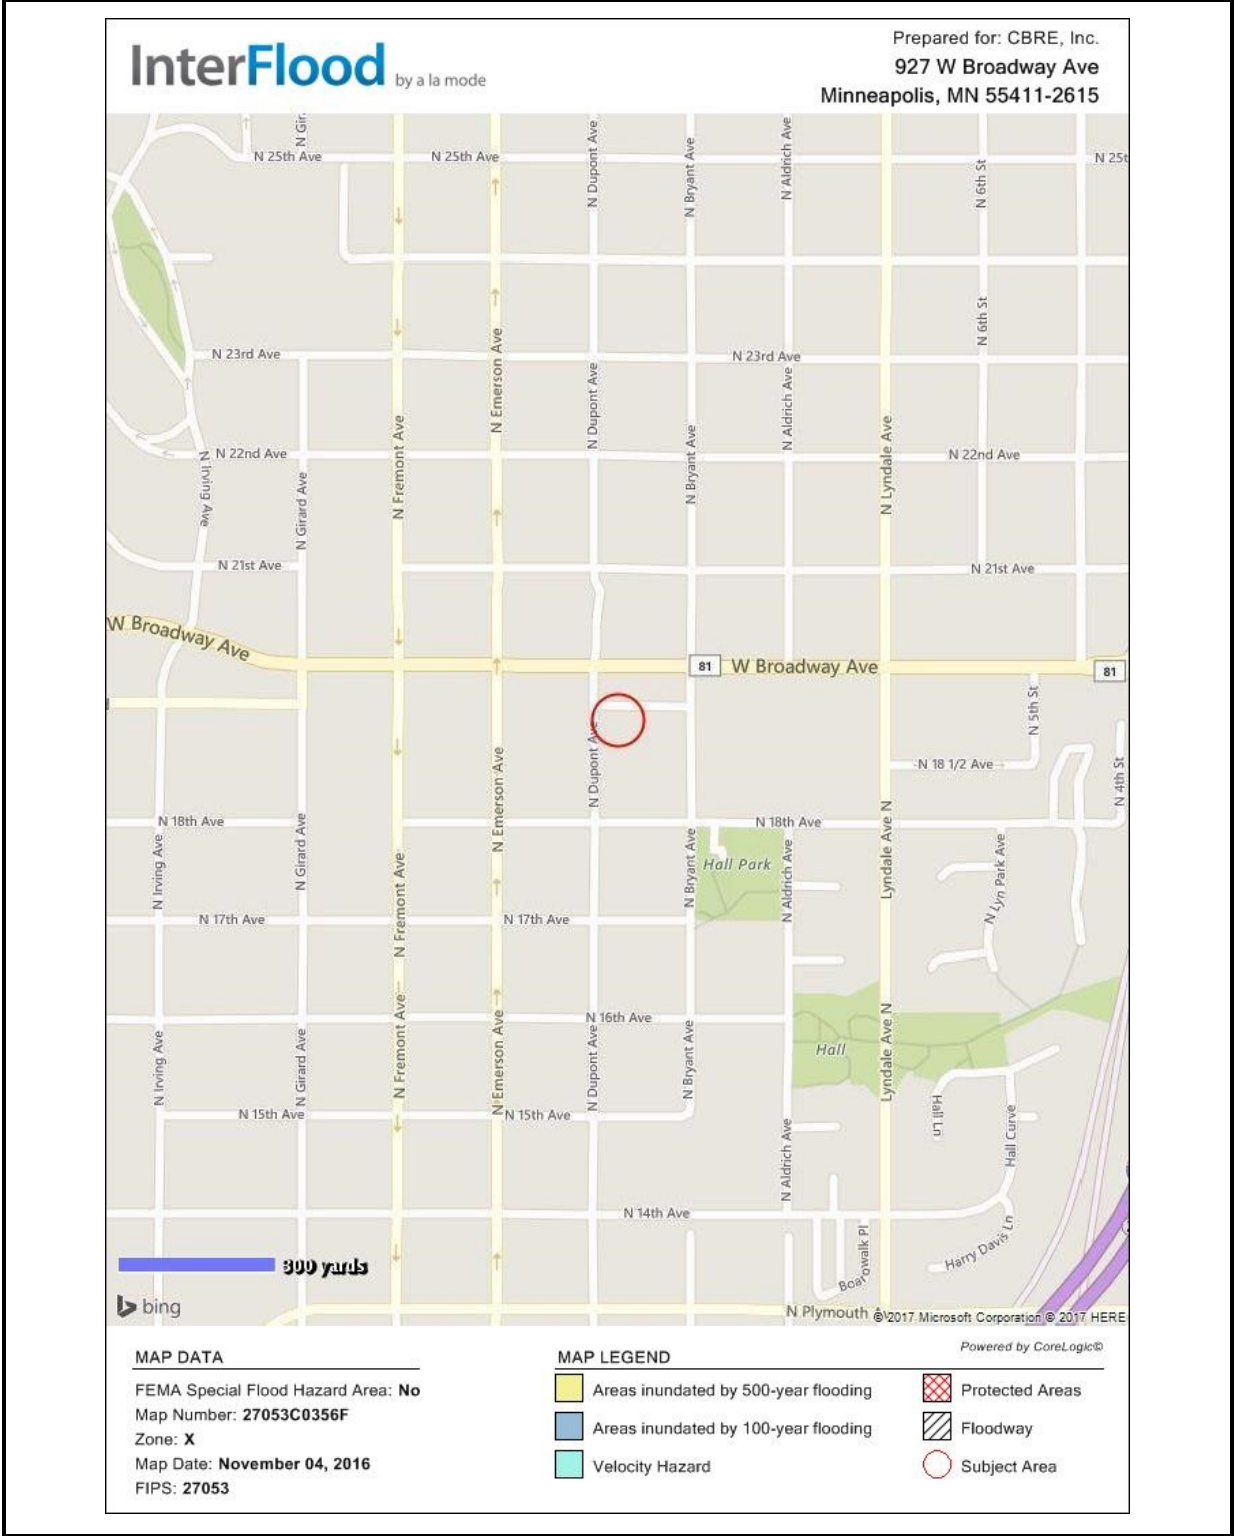 InterFlood by a la mode
Prepared for: CBRE, Inc.
927 W Broadway Ave
Minneapolis, MN 55411-2615
N Gir
N Dupont Ave
N Bryant Ave
N Aldrich Ave
N 6th St
N 25th Ave
N 25th Ave
N 25t
N 6th St
N 23rd Ave
N 23rd Ave
N Emerson Ave
N Dupont Ave
N Aldrich Ave
N Fremont Ave
N Bryant Ave
N Lyndale Ave
N 22nd Ave
N 22nd Ave
N Irving Ave
N Girard Ave
N 21st Ave
N 21st Ave
W Broadway Ave
81
W Broadway Ave
81
N 5th St
N Dupont Ave
N Emerson Ave
N 18 1/2 Ave
N 4th St
N 18th Ave
N 18th Ave
N Irving Ave
N Girard Ave
N Fremont Ave
N Bryant Ave
Hall Park
N Aldrich Ave
Lyndale Ave N
N Lyn Park Ave
N 17th Ave
N 17th Ave
N 16th Ave
N Irving Ave
N Girard Ave
N Fremont Ave
N Emerson Ave
N Dupont Ave
N Bryant Ave
Hall
Lyndale Ave N
N 15th Ave
N 15th Ave
N Aldrich Ave
Hall Ln
Hall Curve
N 14th Ave
Boardwalk Pl
Harry Davis Ln
300 yards
bing
N Plymouth Av
© 2017 Microsoft Corporation © 2017 HERE
Powered by CoreLogic©
MAP DATA
FEMA Special Flood Hazard Area: No
Map Number: 27053C0356F
Zone: X
Map Date: November 04, 2016
FIPS: 27053
MAP LEGEND
Areas inundated by 500-year flooding
Areas inundated by 100-year flooding
Velocity Hazard
Protected Areas
Floodway
Subject Area